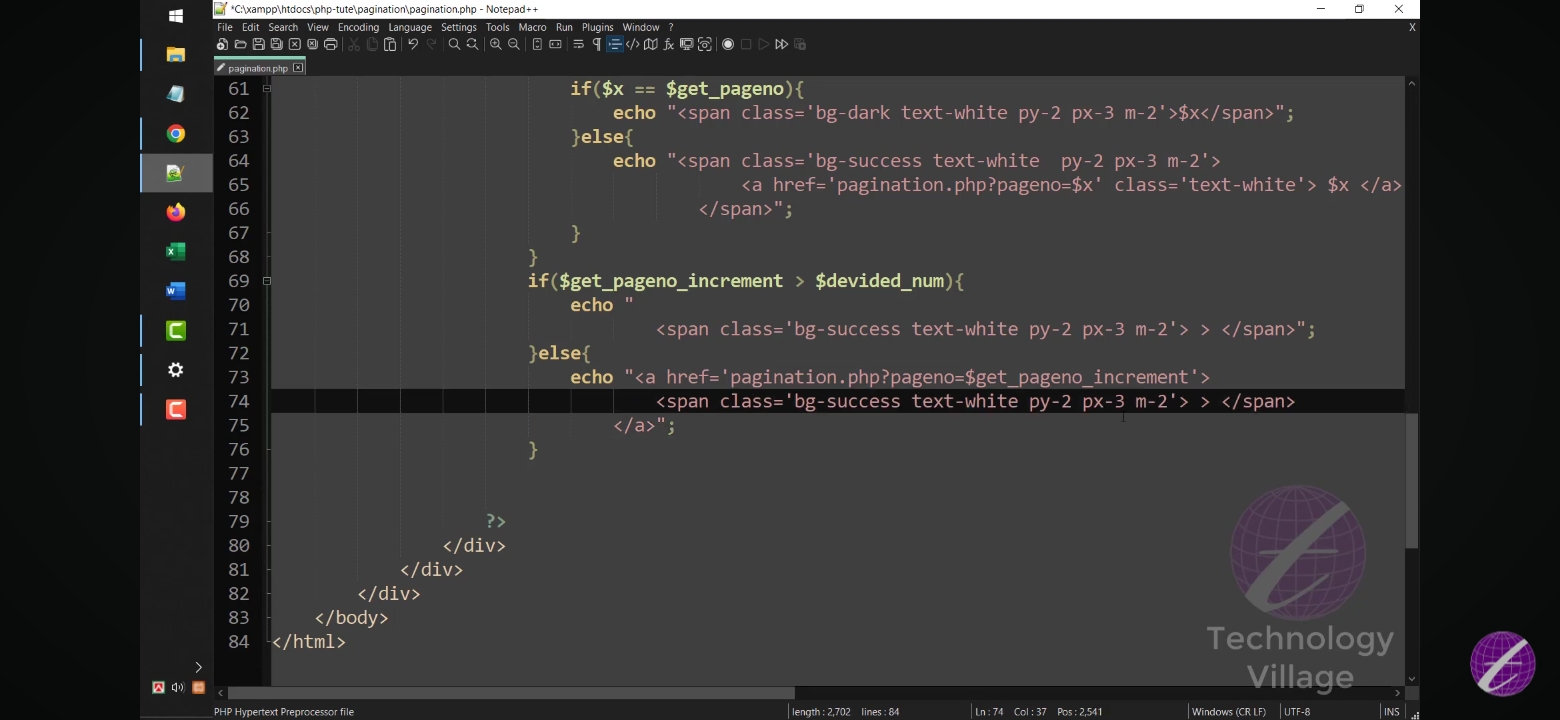 *C:\xampp\htdocs\php-tute\pagination\pagination.php - Notepad++
File Edit Search View Encoding Language Settings Tools Macro Run Plugins Window ? X
pagination.php
61 if($x == $get_pageno){
62 echo "<span class='bg-dark text-white py-2 px-3 m-2'>$x</span>";
63 }else{
64 echo "<span class='bg-success text-white  py-2 px-3 m-2'>
65 <a href='pagination.php?pageno=$x' class='text-white'> $x </a>
66 </span>";
67 }
68 }
69 if($get_pageno_increment > $devided_num){
70 echo "
71 <span class='bg-success text-white py-2 px-3 m-2'> > </span>";
72 }else{
73 echo "<a href='pagination.php?pageno=$get_pageno_increment'>
74 <span class='bg-success text-white py-2 px-3 m-2'> > </span>
75 </a>";
76 }
77
78
79 ?>
80 </div>
81 </div>
82 </div>
83 </body>
84 </html>
Technology
Village
PHP Hypertext Preprocessor file length : 2,702 lines : 84 Ln : 74 Col : 37 Pos : 2,541 Windows (CR LF) UTF-8 INS